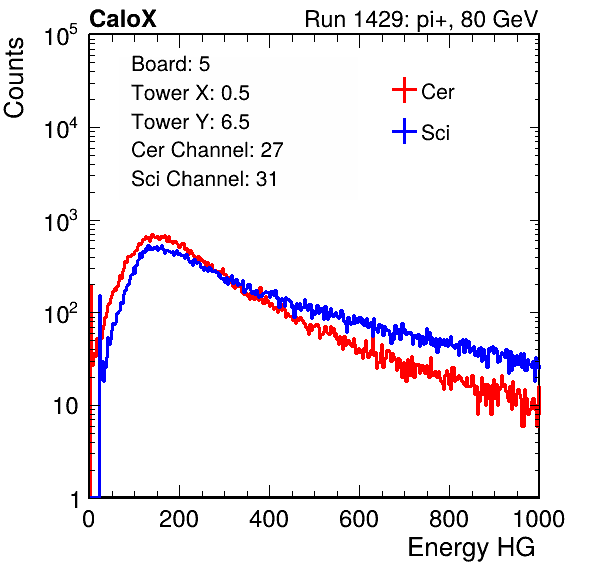 CaloX
Run 1429: pi+, 80 GeV
Counts
Board: 5
Tower X: 0.5
Tower Y: 6.5
Cer Channel: 27
Sci Channel: 31
Cer
Sci
10^5
10^4
10^3
10^2
10
1
0 200 400 600 800 1000
Energy HG